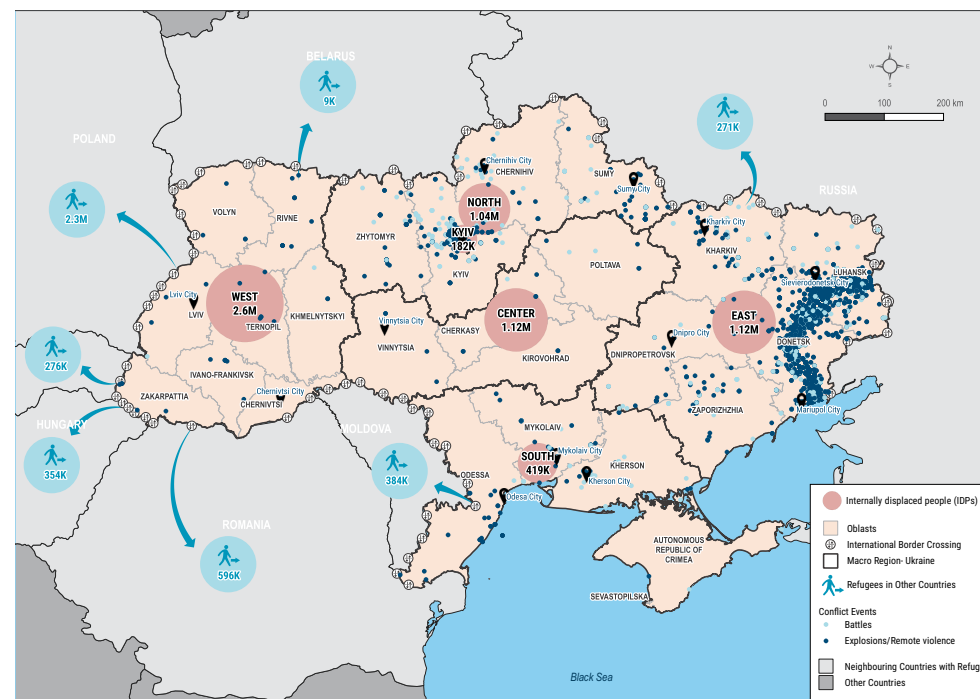 BELARUS
9K
POLAND
2.3M
271K
RUSSIA
N
W
E
S
0
100
200 km
Chernihiv City
CHERNIHIV
SUMY
Sumy City
VOLYN
RIVNE
ZHYTOMYR
NORTH
1.04M
KYIV
182K
KYIV
Kharkiv City
KHARKIV
POLTAVA
LUHANSK
Sievierodonetsk City
Lviv City
LVIV
WEST
2.6M
TERNOPIL
KHMELNYTSKYI
Vinnytsia City
VINNYTSIA
CENTER
1.12M
CHERKASY
KIROVOHRAD
EAST
1.12M
Dnipro City
DNIPROPETROVSK
DONETSK
276K
IVANO-FRANKIVSK
ZAKARPATTIA
Chernivtsi City
CHERNIVTSI
ZAPORIZHZHIA
Mariupol City
HUNGARY
354K
MOLDOVA
384K
MYKOLAIV
Mykolaiv City
SOUTH
419K
KHERSON
Kherson City
ODESSA
Odesa City
ROMANIA
596K
AUTONOMOUS
REPUBLIC OF
CRIMEA
SEVASTOPILSKA
Black Sea
Internally displaced people (IDPs)
Oblasts
International Border Crossing
Macro Region- Ukraine
Refugees in Other Countries
Conflict Events
Battles
Explosions/Remote violence
Neighbouring Countries with Refug
Other Countries